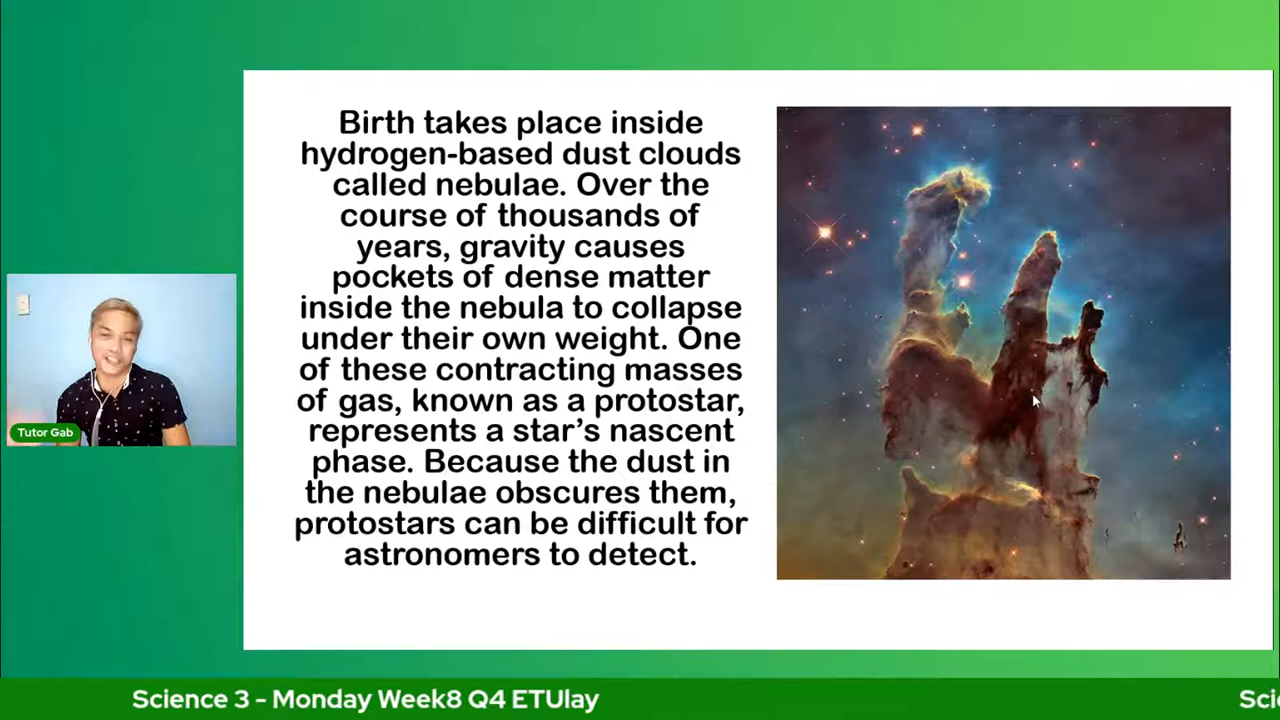 Birth takes place inside
hydrogen-based dust clouds
called nebulae. Over the
course of thousands of
years, gravity causes
pockets of dense matter
inside the nebula to collapse
under their own weight. One
of these contracting masses
of gas, known as a protostar,
represents a star’s nascent
phase. Because the dust in
the nebulae obscures them,
protostars can be difficult for
astronomers to detect.
Tutor Gab
Science 3 - Monday Week8 Q4 ETUlay
Sci